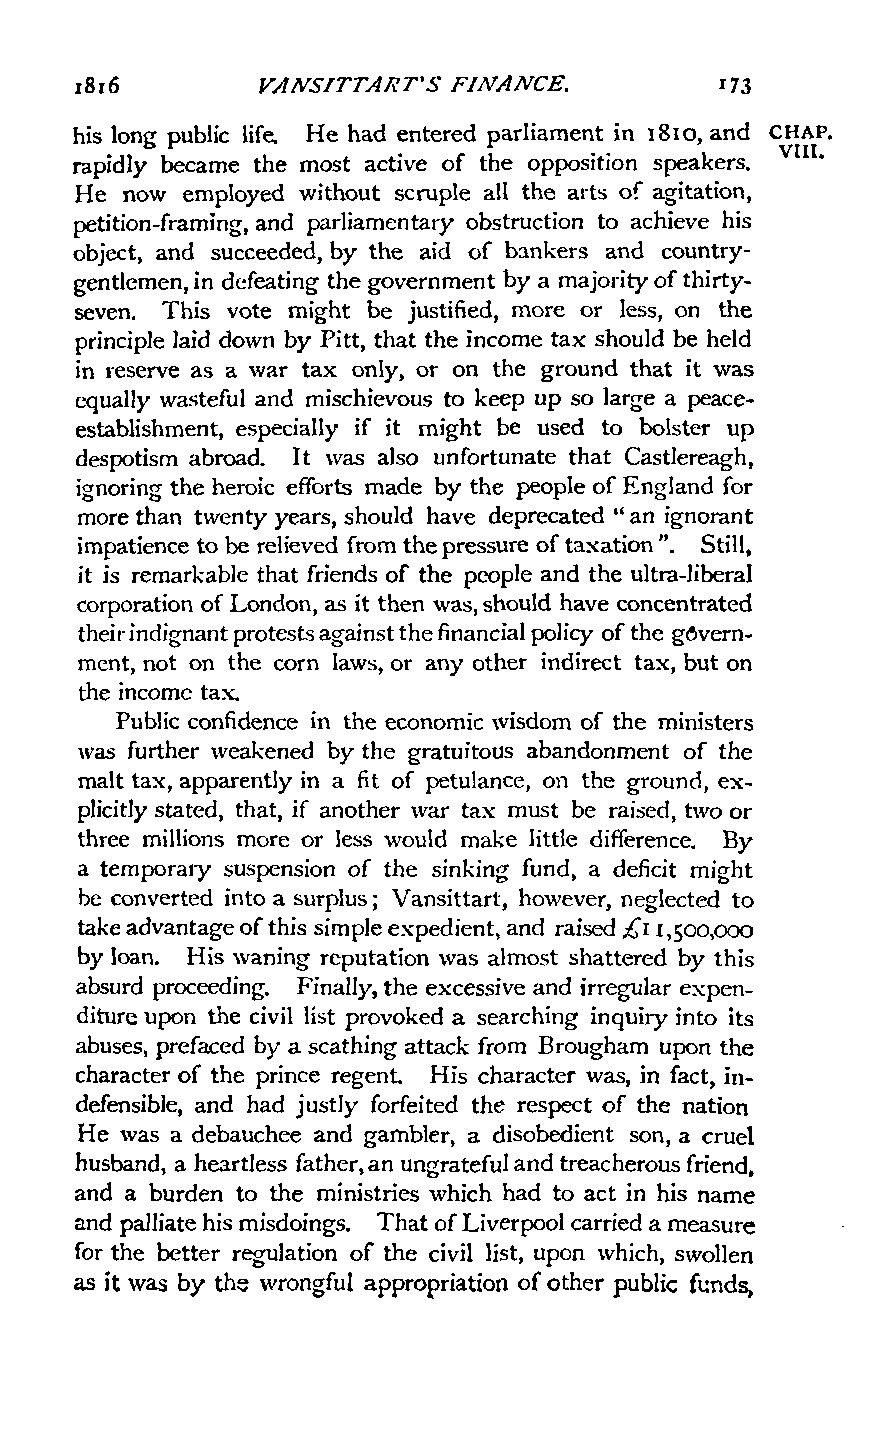 1816 VANSITTART'S FINANCE. 173
his long public life. He had entered parliament in 1810, and CHAP. VIII.
rapidly became the most active of the opposition speakers.
He now employed without scruple all the arts of agitation,
petition-framing, and parliamentary obstruction to achieve his
object, and succeeded, by the aid of bankers and country-
gentlemen, in defeating the government by a majority of thirty-
seven. This vote might be justified, more or less, on the
principle laid down by Pitt, that the income tax should be held
in reserve as a war tax only, or on the ground that it was
equally wasteful and mischievous to keep up so large a peace-
establishment, especially if it might be used to bolster up
despotism abroad. It was also unfortunate that Castlereagh,
ignoring the heroic efforts made by the people of England for
more than twenty years, should have deprecated "an ignorant
impatience to be relieved from the pressure of taxation". Still,
it is remarkable that friends of the people and the ultra-liberal
corporation of London, as it then was, should have concentrated
their indignant protests against the financial policy of the govern-
ment, not on the corn laws, or any other indirect tax, but on
the income tax.
Public confidence in the economic wisdom of the ministers
was further weakened by the gratuitous abandonment of the
malt tax, apparently in a fit of petulance, on the ground, ex-
plicitly stated, that, if another war tax must be raised, two or
three millions more or less would make little difference. By
a temporary suspension of the sinking fund, a deficit might
be converted into a surplus; Vansittart, however, neglected to
take advantage of this simple expedient, and raised £11,500,000
by loan. His waning reputation was almost shattered by this
absurd proceeding. Finally, the excessive and irregular expen-
diture upon the civil list provoked a searching inquiry into its
abuses, prefaced by a scathing attack from Brougham upon the
character of the prince regent. His character was, in fact, in-
defensible, and had justly forfeited the respect of the nation
He was a debauchee and gambler, a disobedient son, a cruel
husband, a heartless father, an ungrateful and treacherous friend,
and a burden to the ministries which had to act in his name
and palliate his misdoings. That of Liverpool carried a measure
for the better regulation of the civil list, upon which, swollen
as it was by the wrongful appropriation of other public funds,